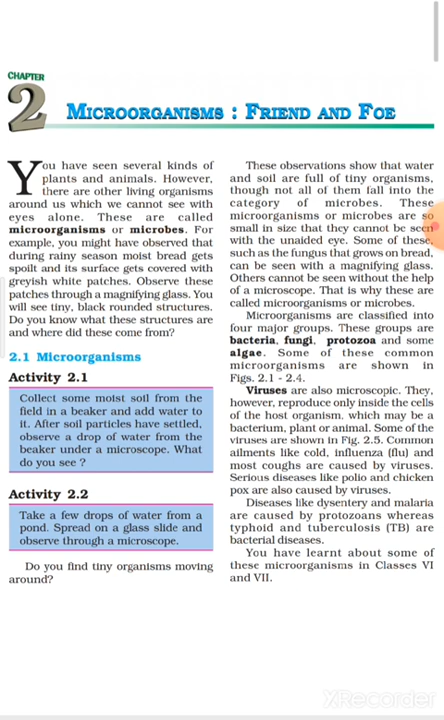 CHAPTER
2
MICROORGANISMS : FRIEND AND FOE
You have seen several kinds of
plants and animals. However,
there are other living organisms
around us which we cannot see with
eyes alone. These are called
microorganisms or microbes. For
example, you might have observed that
during rainy season moist bread gets
spoilt and its surface gets covered with
greyish white patches. Observe these
patches through a magnifying glass. You
will see tiny, black rounded structures.
Do you know what these structures are
and where did these come from?
2.1 Microorganisms
Activity 2.1
Collect some moist soil from the
field in a beaker and add water to
it. After soil particles have settled,
observe a drop of water from the
beaker under a microscope. What
do you see ?
Activity 2.2
Take a few drops of water from a
pond. Spread on a glass slide and
observe through a microscope.
Do you find tiny organisms moving
around?
These observations show that water
and soil are full of tiny organisms,
though not all of them fall into the
category of microbes. These
microorganisms or microbes are so
small in size that they cannot be seen
with the unaided eye. Some of these,
such as the fungus that grows on bread,
can be seen with a magnifying glass.
Others cannot be seen without the help
of a microscope. That is why these are
called microorganisms or microbes.
Microorganisms are classified into
four major groups. These groups are
bacteria, fungi, protozoa and some
algae. Some of these common
microorganisms are shown in
Figs. 2.1 - 2.4.
Viruses are also microscopic. They,
however, reproduce only inside the cells
of the host organism, which may be a
bacterium, plant or animal. Some of the
viruses are shown in Fig. 2.5. Common
ailments like cold, influenza (flu) and
most coughs are caused by viruses.
Serious diseases like polio and chicken
pox are also caused by viruses.
Diseases like dysentery and malaria
are caused by protozoans whereas
typhoid and tuberculosis (TB) are
bacterial diseases.
You have learnt about some of
these microorganisms in Classes VI
and VII.
XRecorder